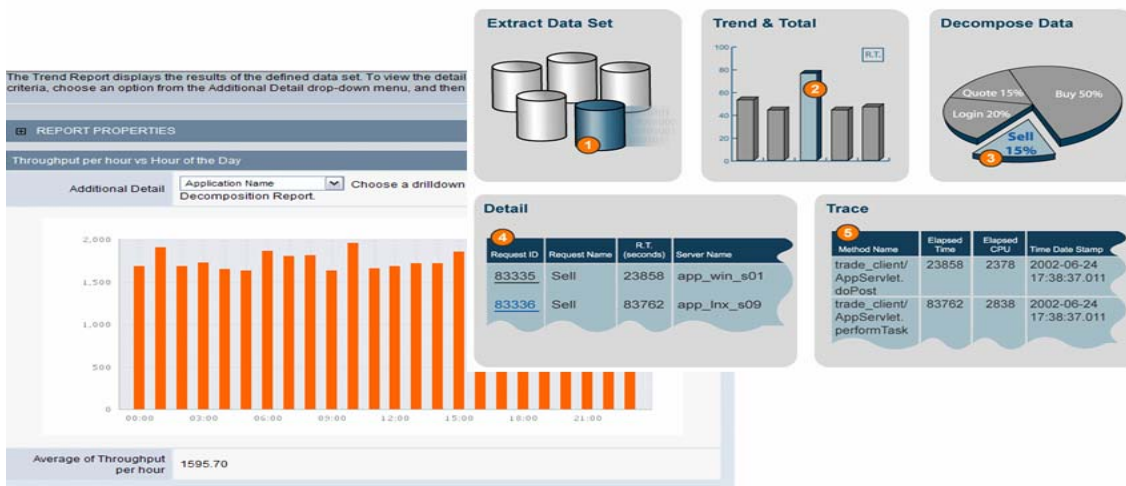 The Trend Report displays the results of the defined data set. To view the detail
criteria, choose an option from the Additional Detail drop-down menu, and then
REPORT PROPERTIES
Throughput per hour vs Hour of the Day
Additional Detail
Application Name
Choose a drilldown
Decomposition Report.
2,000
1,500
1,000
500
0
00:00 03:00 06:00 09:00 12:00 15:00 18:00 21:00
Average of Throughput
per hour
1595.70
Extract Data Set
1
Trend & Total
100
80
60
40
20
0
R.T.
2
Decompose Data
Quote 15%
Buy 50%
Login 20%
Sell
15%
3
Detail
4
Request ID Request Name R.T. (seconds) Server Name
83335 Sell 23858 app_win_s01
83336 Sell 83762 app_lnx_s09
Trace
5
Method Name Elapsed Time Elapsed CPU Time Date Stamp
trade_client/ 23858 2378 2002-06-24
AppServlet. 17:38:37.011
doPost
trade_client/ 83762 2838 2002-06-24
AppServlet. 17:38:37.011
performTask